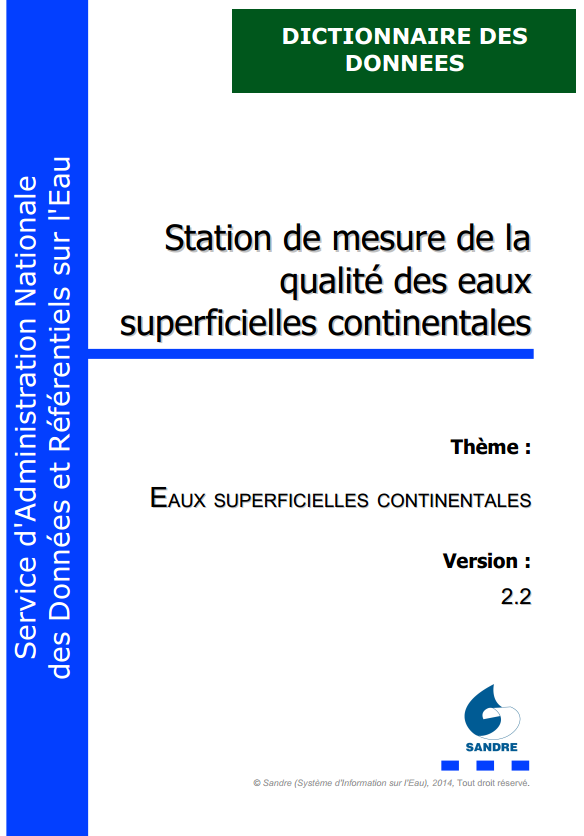 DICTIONNAIRE DES
DONNEES
Service d'Administration Nationale
des Données et Référentiels sur l'Eau
Station de mesure de la
qualité des eaux
superficielles continentales
Thème :
EAUX SUPERFICIELLES CONTINENTALES
Version :
2.2
SANDRE
© Sandre (Système d'Information sur l'Eau), 2014, Tout droit réservé.